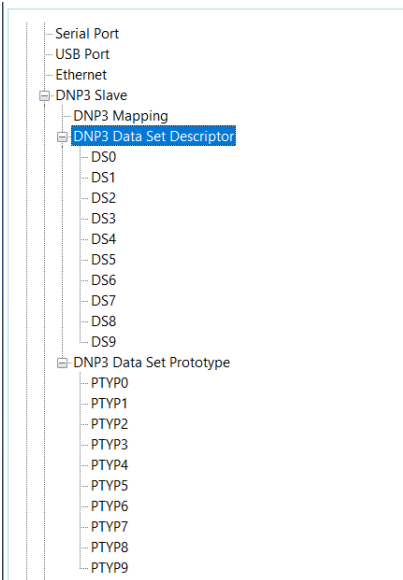 Serial Port
USB Port
Ethernet
DNP3 Slave
DNP3 Mapping
DNP3 Data Set Descriptor
DS0
DS1
DS2
DS3
DS4
DS5
DS6
DS7
DS8
DS9
DNP3 Data Set Prototype
PTYP0
PTYP1
PTYP2
PTYP3
PTYP4
PTYP5
PTYP6
PTYP7
PTYP8
PTYP9